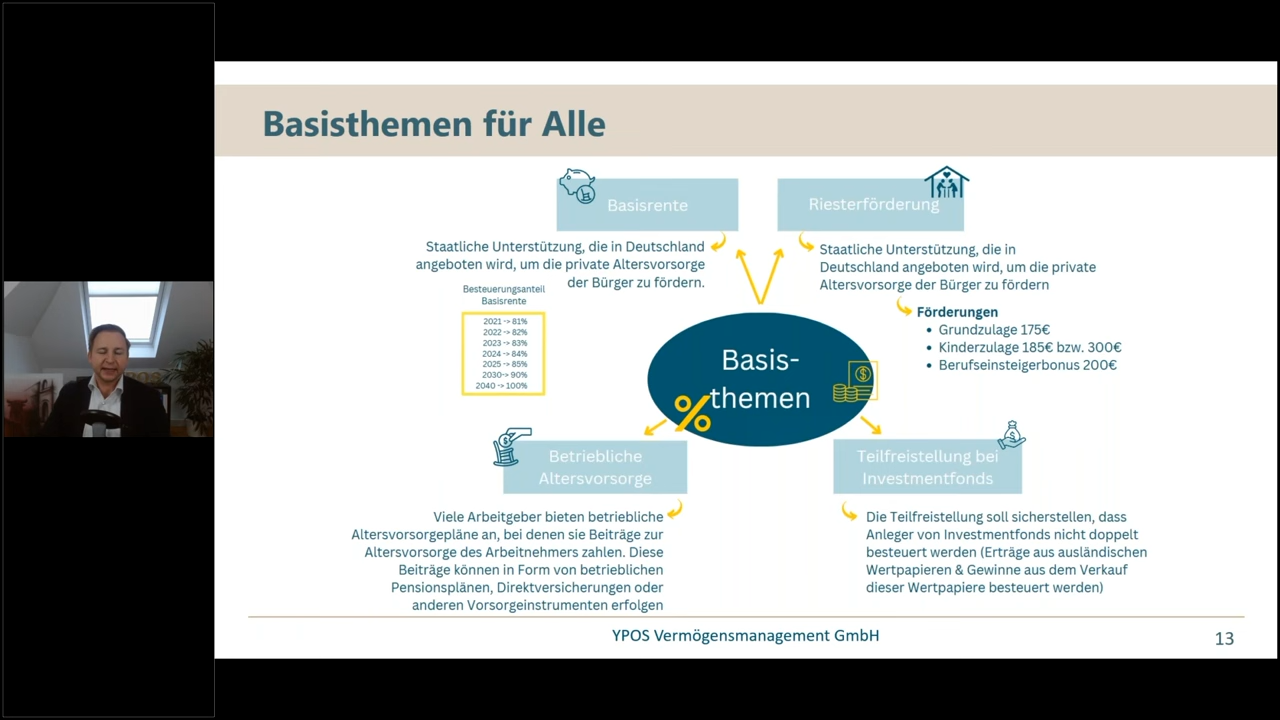 Basisthemen für Alle
Basisrente
Staatliche Unterstützung, die in Deutschland
angeboten wird, um die private Altersvorsorge
der Bürger zu fördern.
Besteuerungsanteil
Basisrente
2021 -> 81%
2022 -> 82%
2023 -> 83%
2024 -> 84%
2025 -> 85%
2030-> 90%
2040 -> 100%
Riesterförderung
Staatliche Unterstützung, die in
Deutschland angeboten wird, um die private
Altersvorsorge der Bürger zu fördern
Förderungen
• Grundzulage 175€
• Kinderzulage 185€ bzw. 300€
• Berufseinsteigerbonus 200€
Basis-
themen
%
Betriebliche
Altersvorsorge
Viele Arbeitgeber bieten betriebliche
Altersvorsorgepläne an, bei denen sie Beiträge zur
Altersvorsorge des Arbeitnehmers zahlen. Diese
Beiträge können in Form von betrieblichen
Pensionsplänen, Direktversicherungen oder
anderen Vorsorgeinstrumenten erfolgen
Teilfreistellung bei
Investmentfonds
Die Teilfreistellung soll sicherstellen, dass
Anleger von Investmentfonds nicht doppelt
besteuert werden (Erträge aus ausländischen
Wertpapieren & Gewinne aus dem Verkauf
dieser Wertpapiere besteuert werden)
YPOS Vermögensmanagement GmbH
13